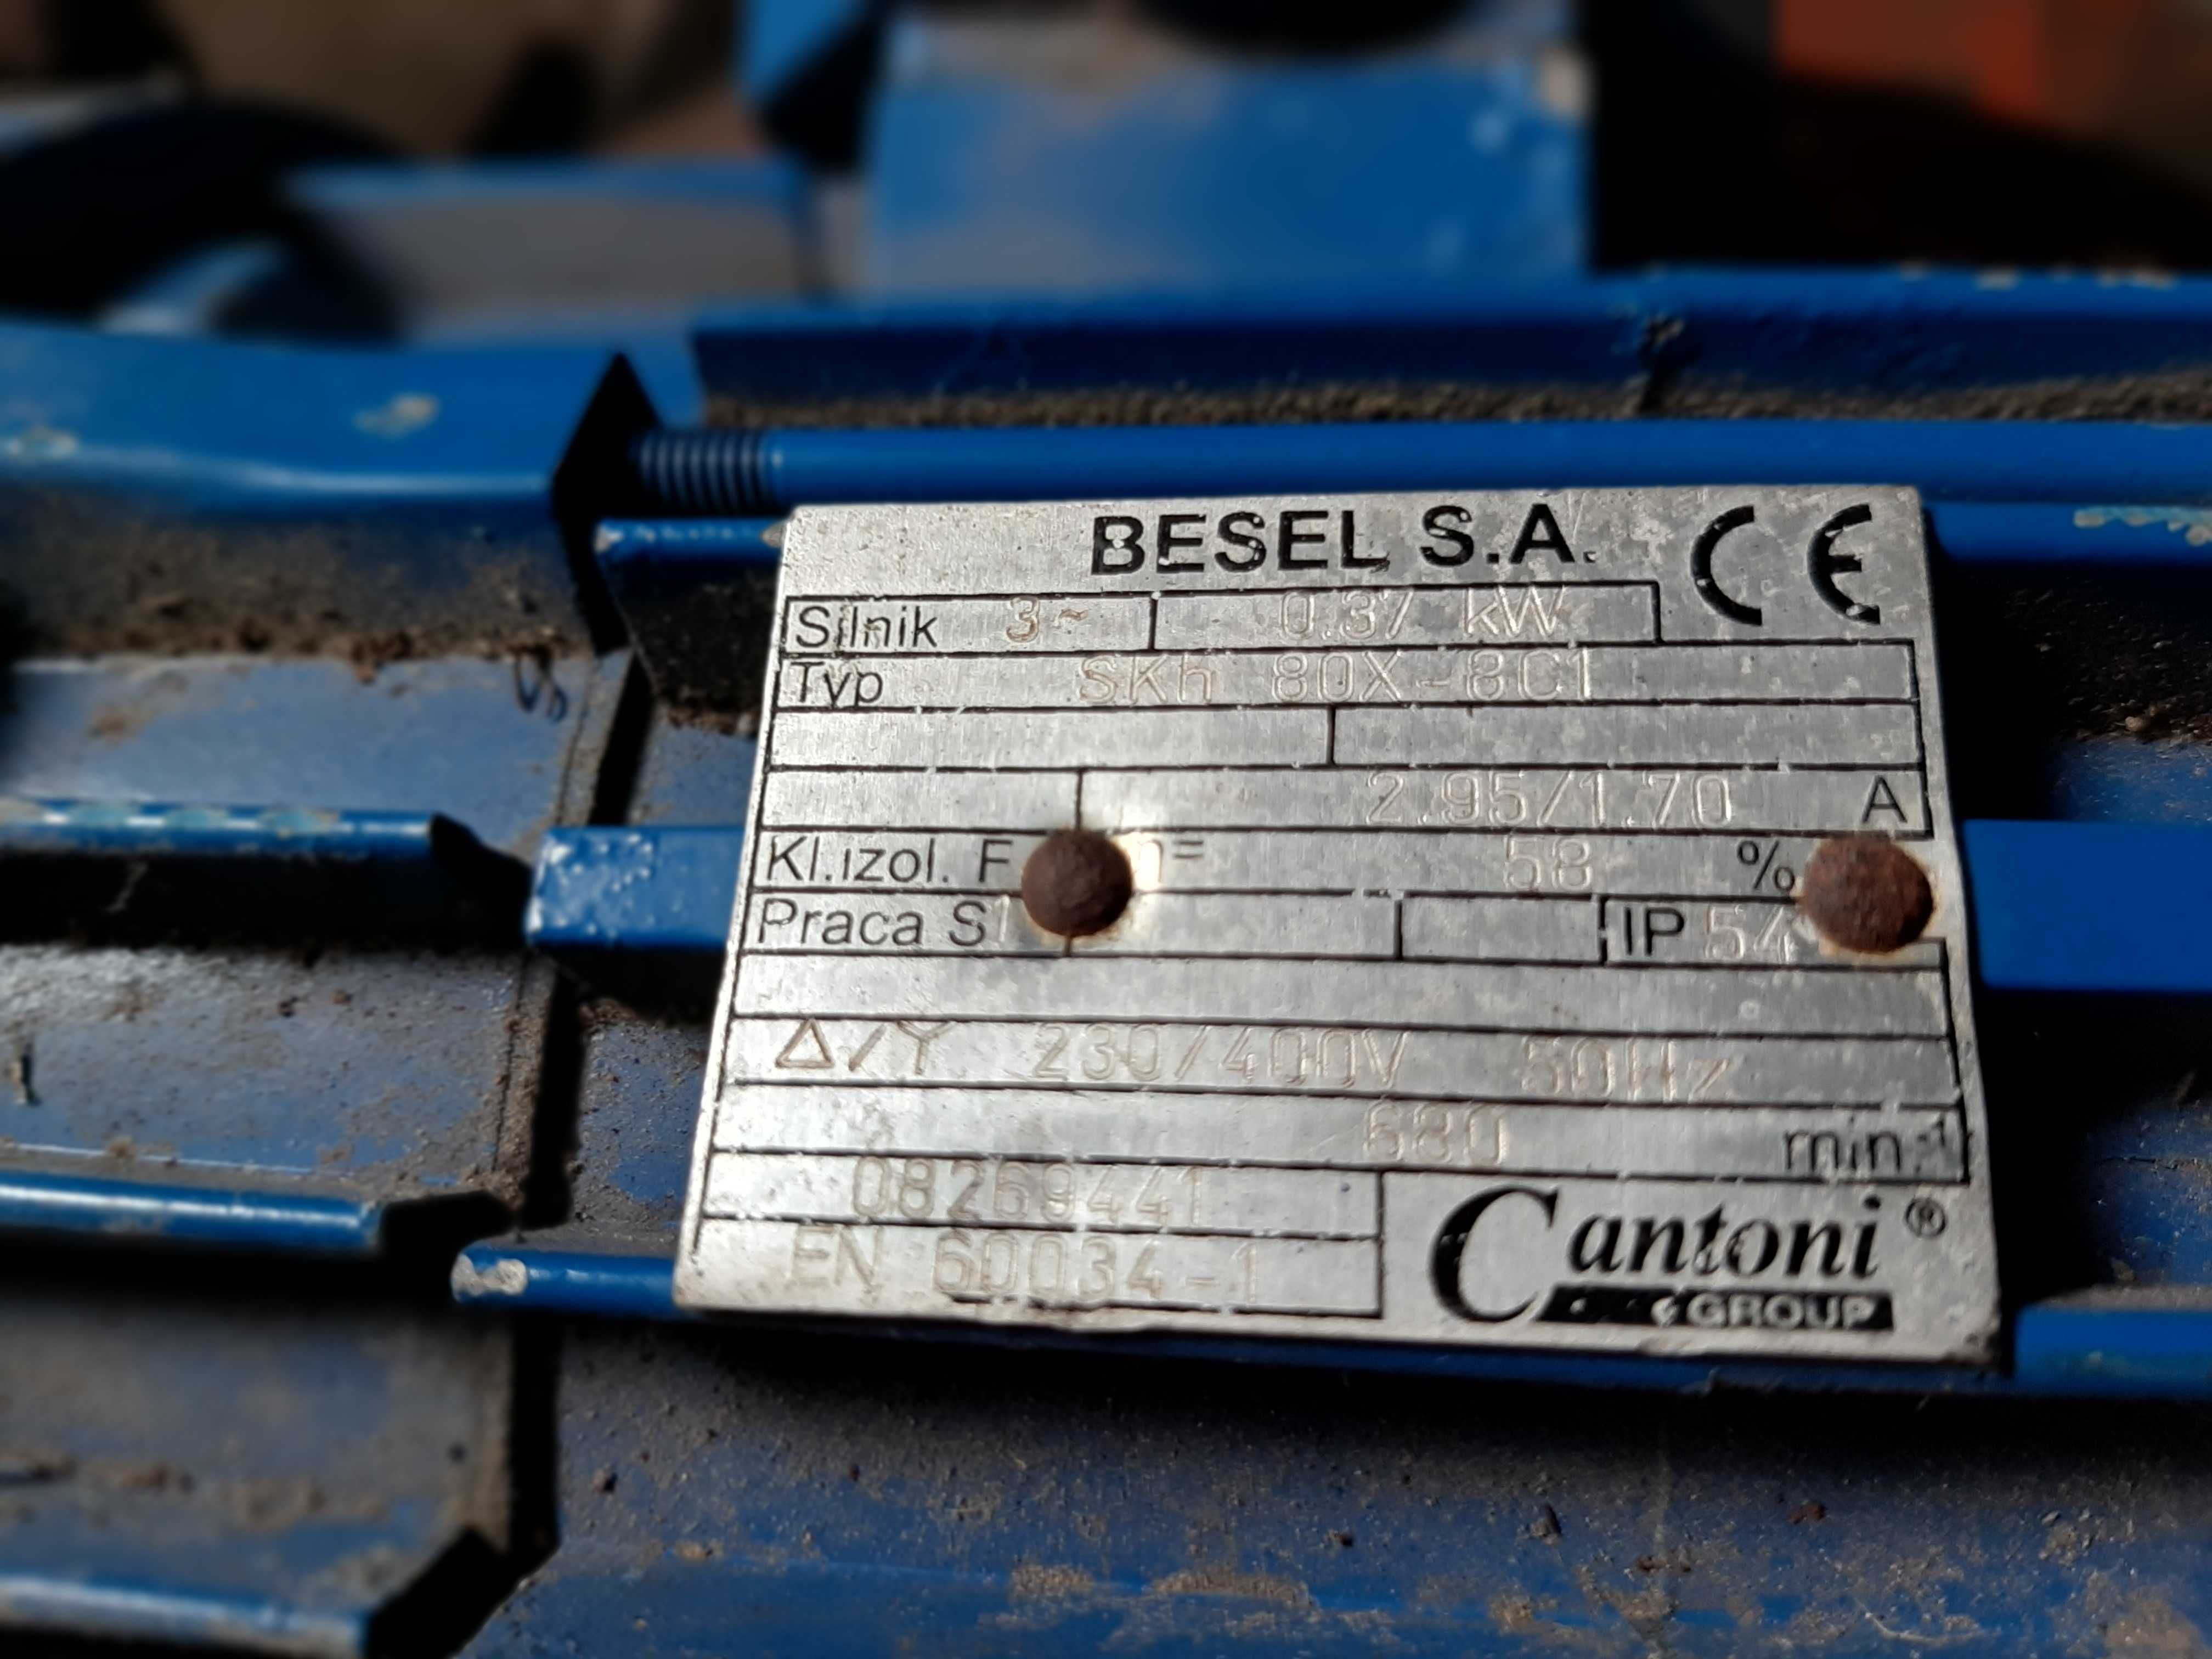 BESEL S.A. CE
Silnik 3~ 0.37 kW
Typ SKh 80X-8C1
2.95/1.70 A
Kl.izol. F η= 58 %
Praca S1 IP 54
Δ/Y 230/400V 50Hz
680 min-1
08269441
EN 60034-1
Cantoni ®
GROUP